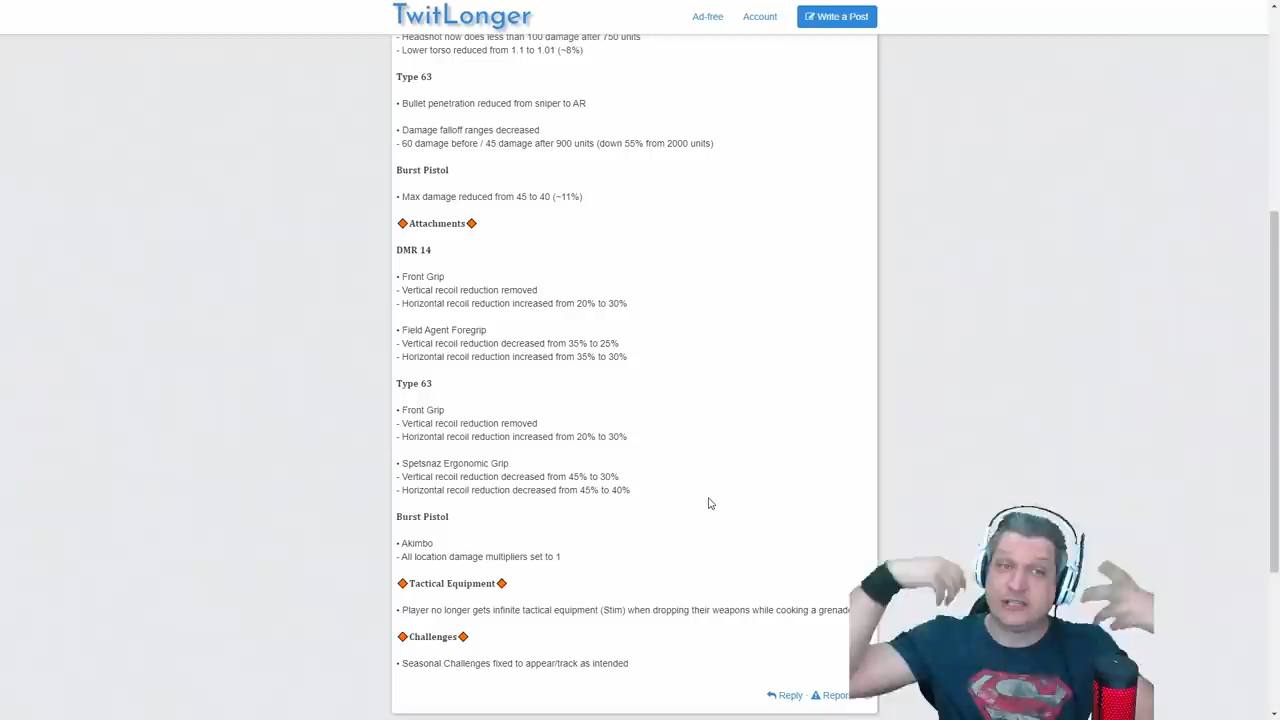 TwitLonger
Ad-free
Account
Write a Post
- Headshot now does less than 100 damage after 750 units
- Lower torso reduced from 1.1 to 1.01 (~8%)
Type 63
• Bullet penetration reduced from sniper to AR
• Damage falloff ranges decreased
- 60 damage before / 45 damage after 900 units (down 55% from 2000 units)
Burst Pistol
• Max damage reduced from 45 to 40 (~11%)
🔶Attachments🔶
DMR 14
• Front Grip
- Vertical recoil reduction removed
- Horizontal recoil reduction increased from 20% to 30%
• Field Agent Foregrip
- Vertical recoil reduction decreased from 35% to 25%
- Horizontal recoil reduction increased from 35% to 30%
Type 63
• Front Grip
- Vertical recoil reduction removed
- Horizontal recoil reduction increased from 20% to 30%
• Spetsnaz Ergonomic Grip
- Vertical recoil reduction decreased from 45% to 30%
- Horizontal recoil reduction decreased from 45% to 40%
Burst Pistol
• Akimbo
- All location damage multipliers set to 1
🔶Tactical Equipment🔶
• Player no longer gets infinite tactical equipment (Stim) when dropping their weapons while cooking a grenade
🔶Challenges🔶
• Seasonal Challenges fixed to appear/track as intended
Reply · Report